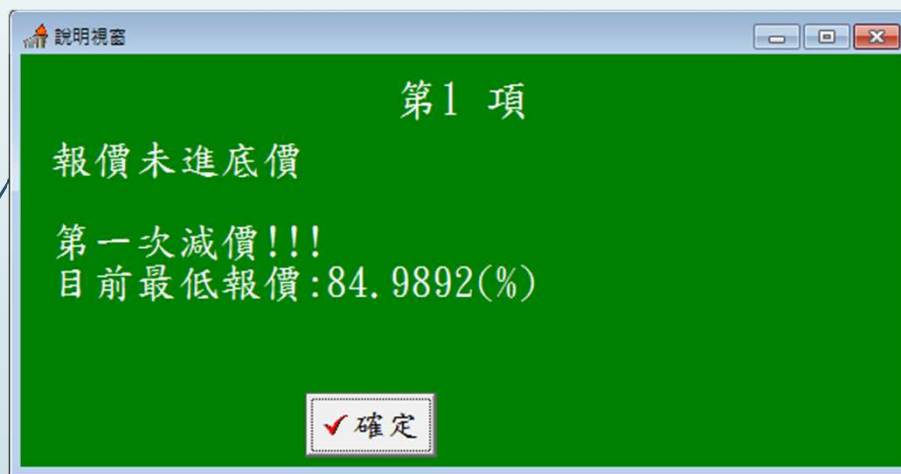 說明視窗
第1 項
報價未進底價
第一次減價!!!
目前最低報價:84.9892(%)
確定